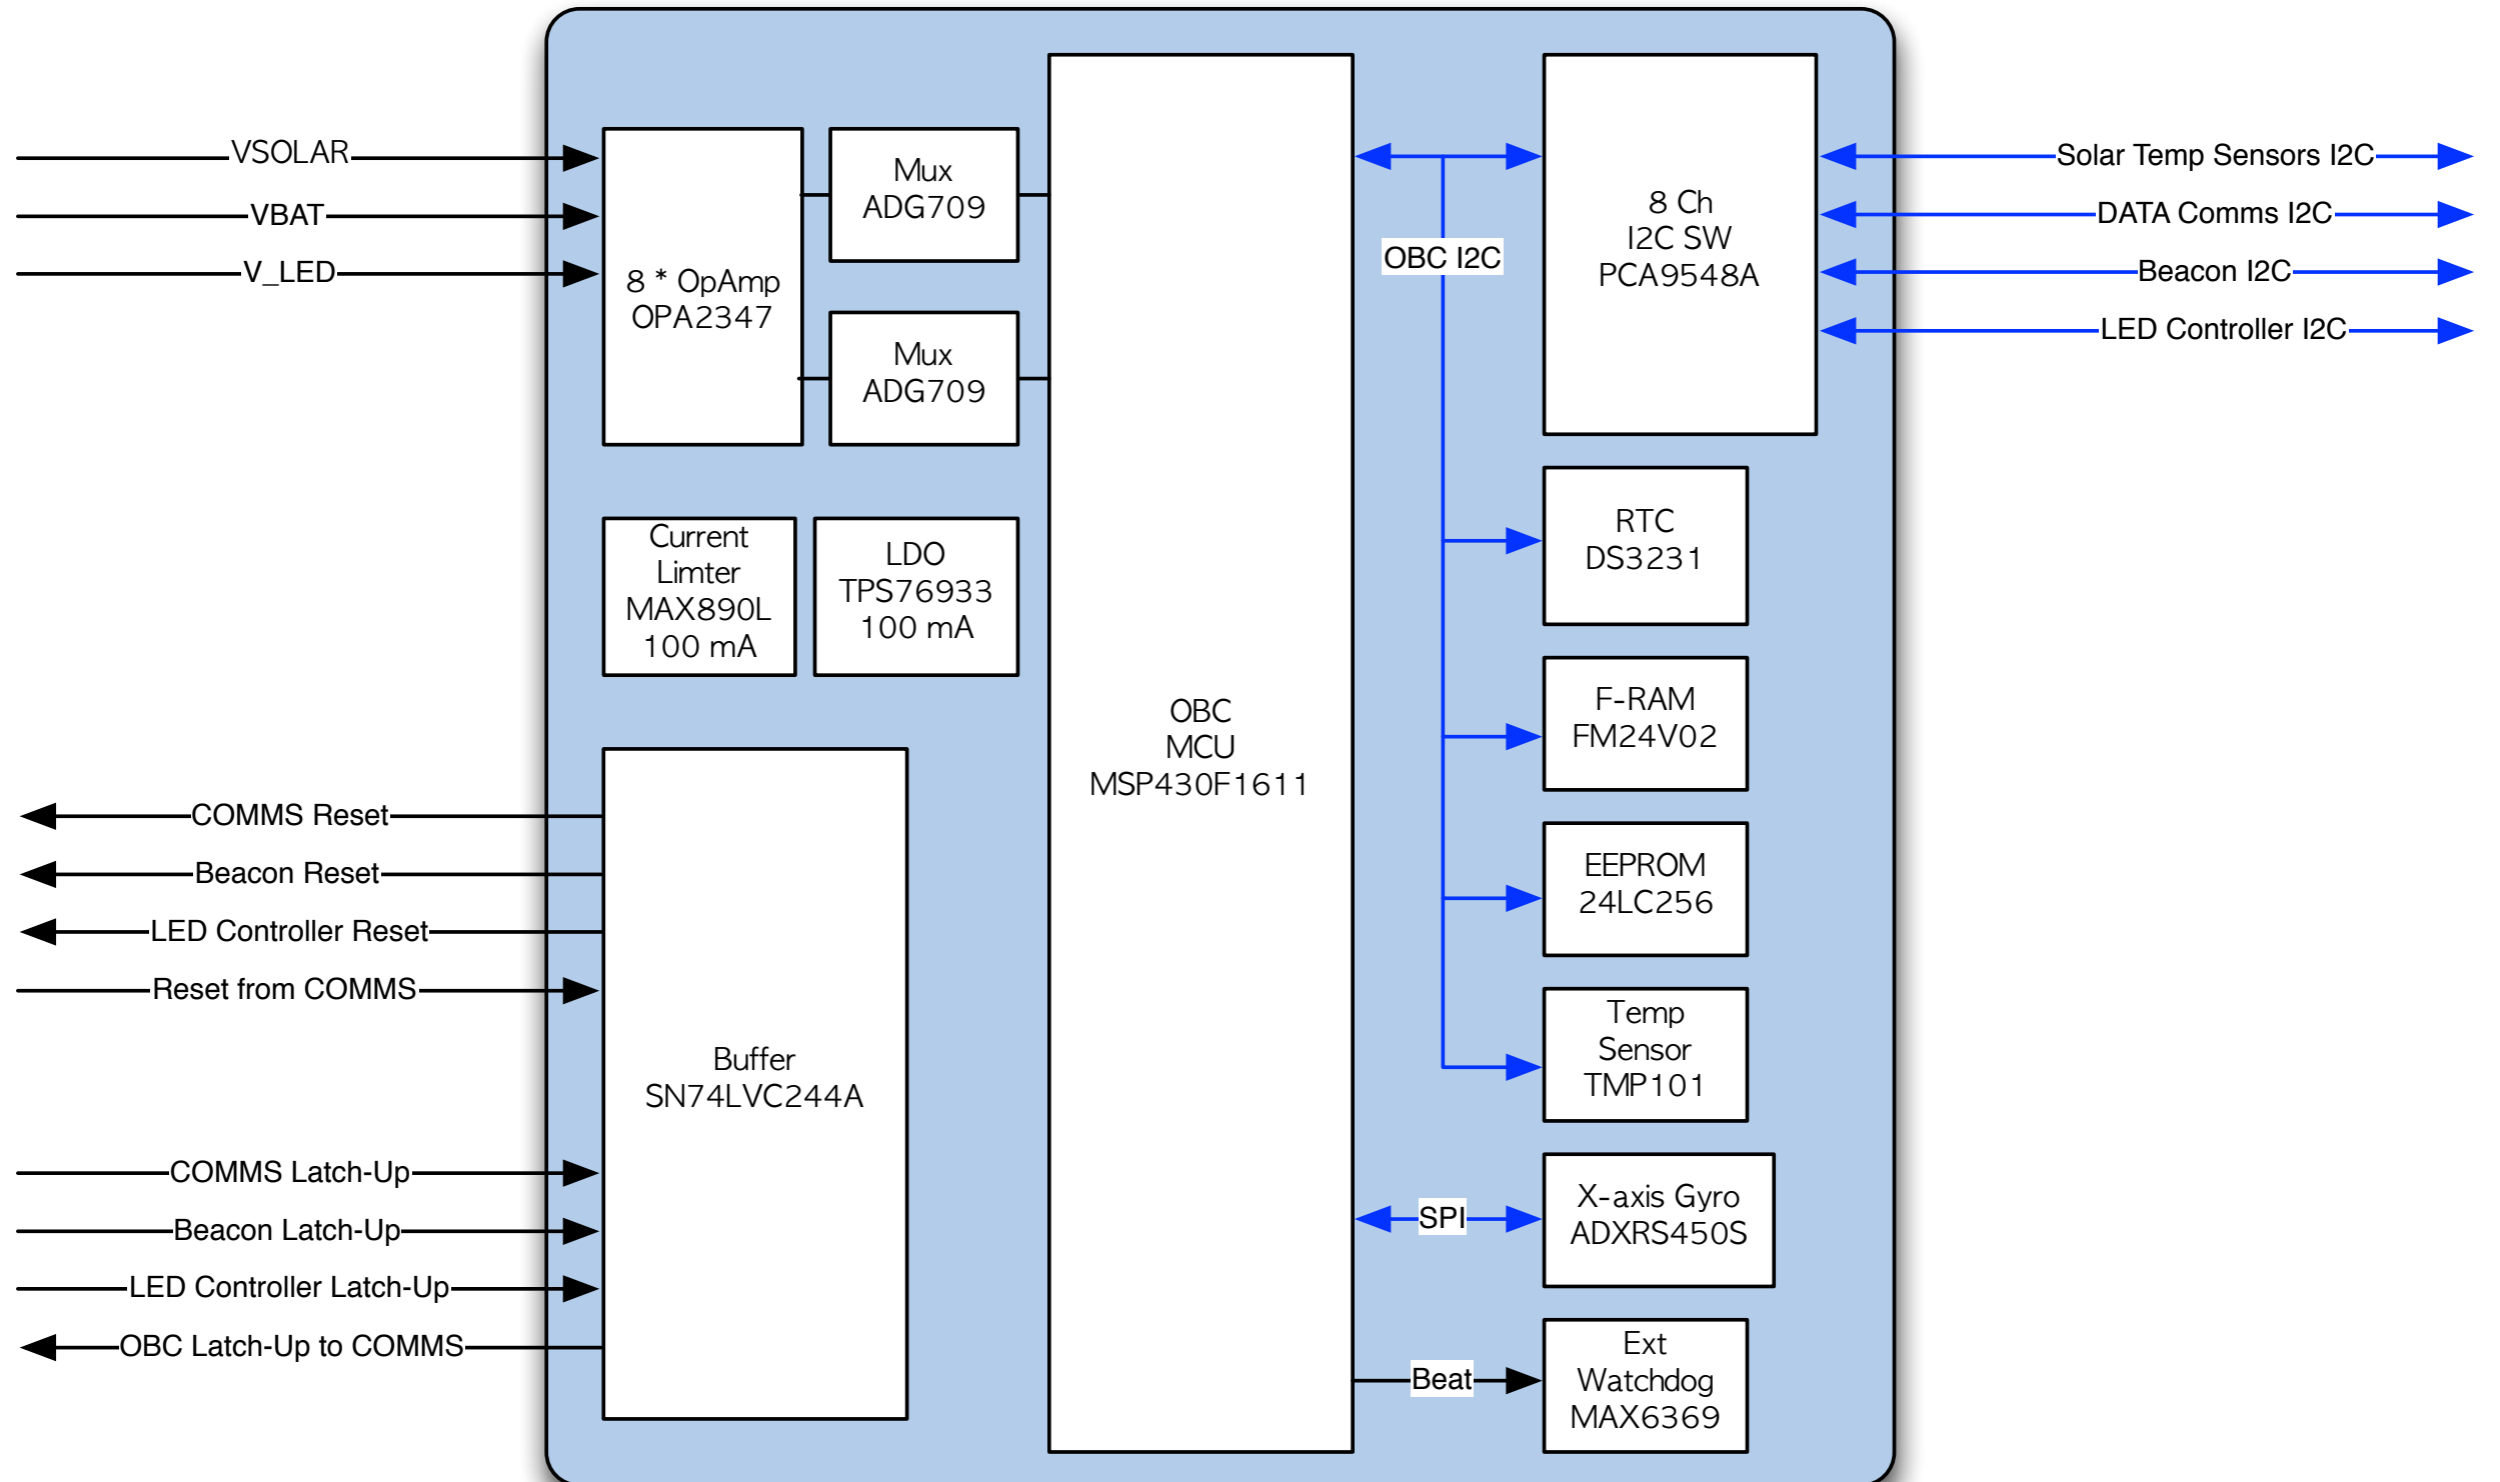 VSOLAR
VBAT
V_LED
8 * OpAmp
OPA2347
Mux
ADG709
Mux
ADG709
Current
Limter
MAX890L
100 mA
LDO
TPS76933
100 mA
COMMS Reset
Beacon Reset
LED Controller Reset
Reset from COMMS
COMMS Latch-Up
Beacon Latch-Up
LED Controller Latch-Up
OBC Latch-Up to COMMS
Buffer
SN74LVC244A
OBC
MCU
MSP430F1611
OBC I2C
SPI
Beat
8 Ch
I2C SW
PCA9548A
RTC
DS3231
F-RAM
FM24V02
EEPROM
24LC256
Temp
Sensor
TMP101
X-axis Gyro
ADXRS450S
Ext
Watchdog
MAX6369
Solar Temp Sensors I2C
DATA Comms I2C
Beacon I2C
LED Controller I2C